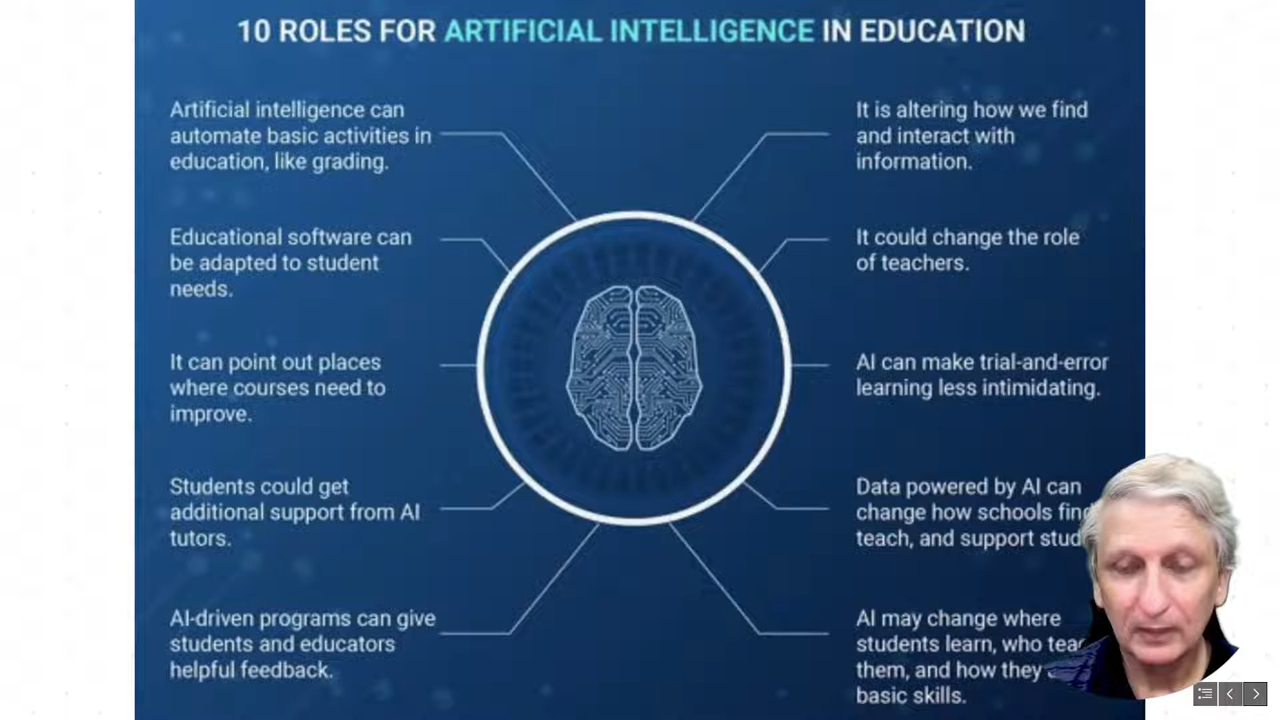 10 ROLES FOR ARTIFICIAL INTELLIGENCE IN EDUCATION
Artificial intelligence can
automate basic activities in
education, like grading.
Educational software can
be adapted to student
needs.
It can point out places
where courses need to
improve.
Students could get
additional support from AI
tutors.
AI-driven programs can give
students and educators
helpful feedback.
It is altering how we find
and interact with
information.
It could change the role
of teachers.
AI can make trial-and-error
learning less intimidating.
Data powered by AI can
change how schools
teach, and support
AI may change where
students learn, who
them, and how they
basic skills.